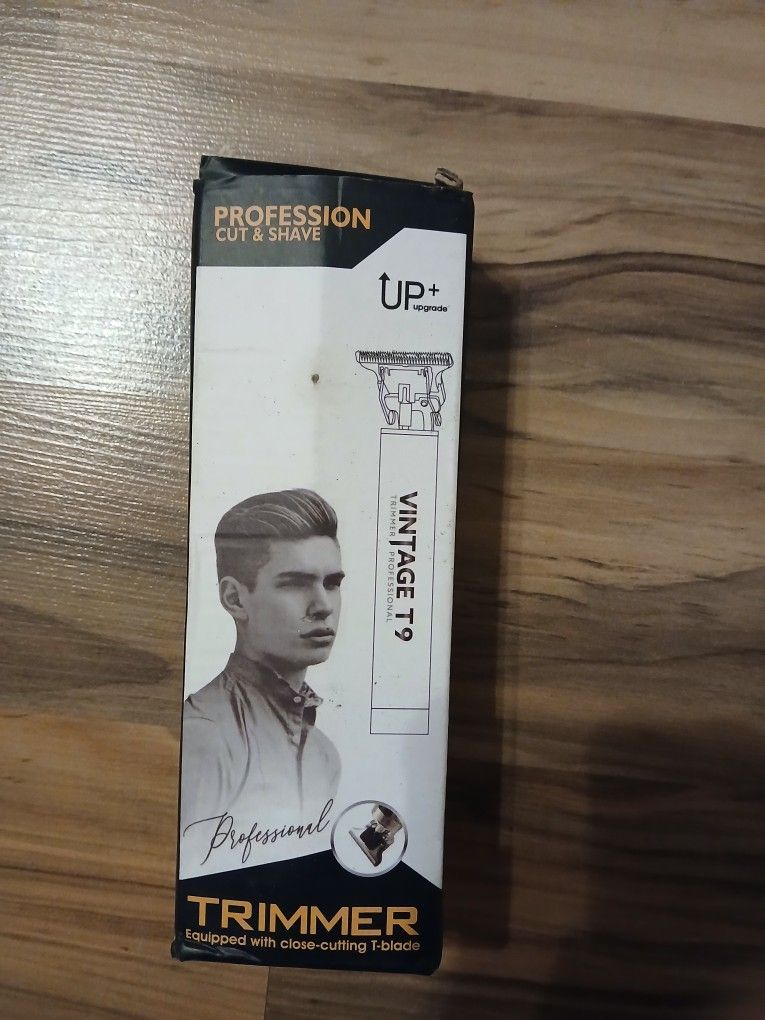 PROFESSION
CUT & SHAVE
UP+
upgrade
VINTAGE T9
TRIMMER PROFESSIONAL
Professional
TRIMMER
Equipped with close-cutting T-blade